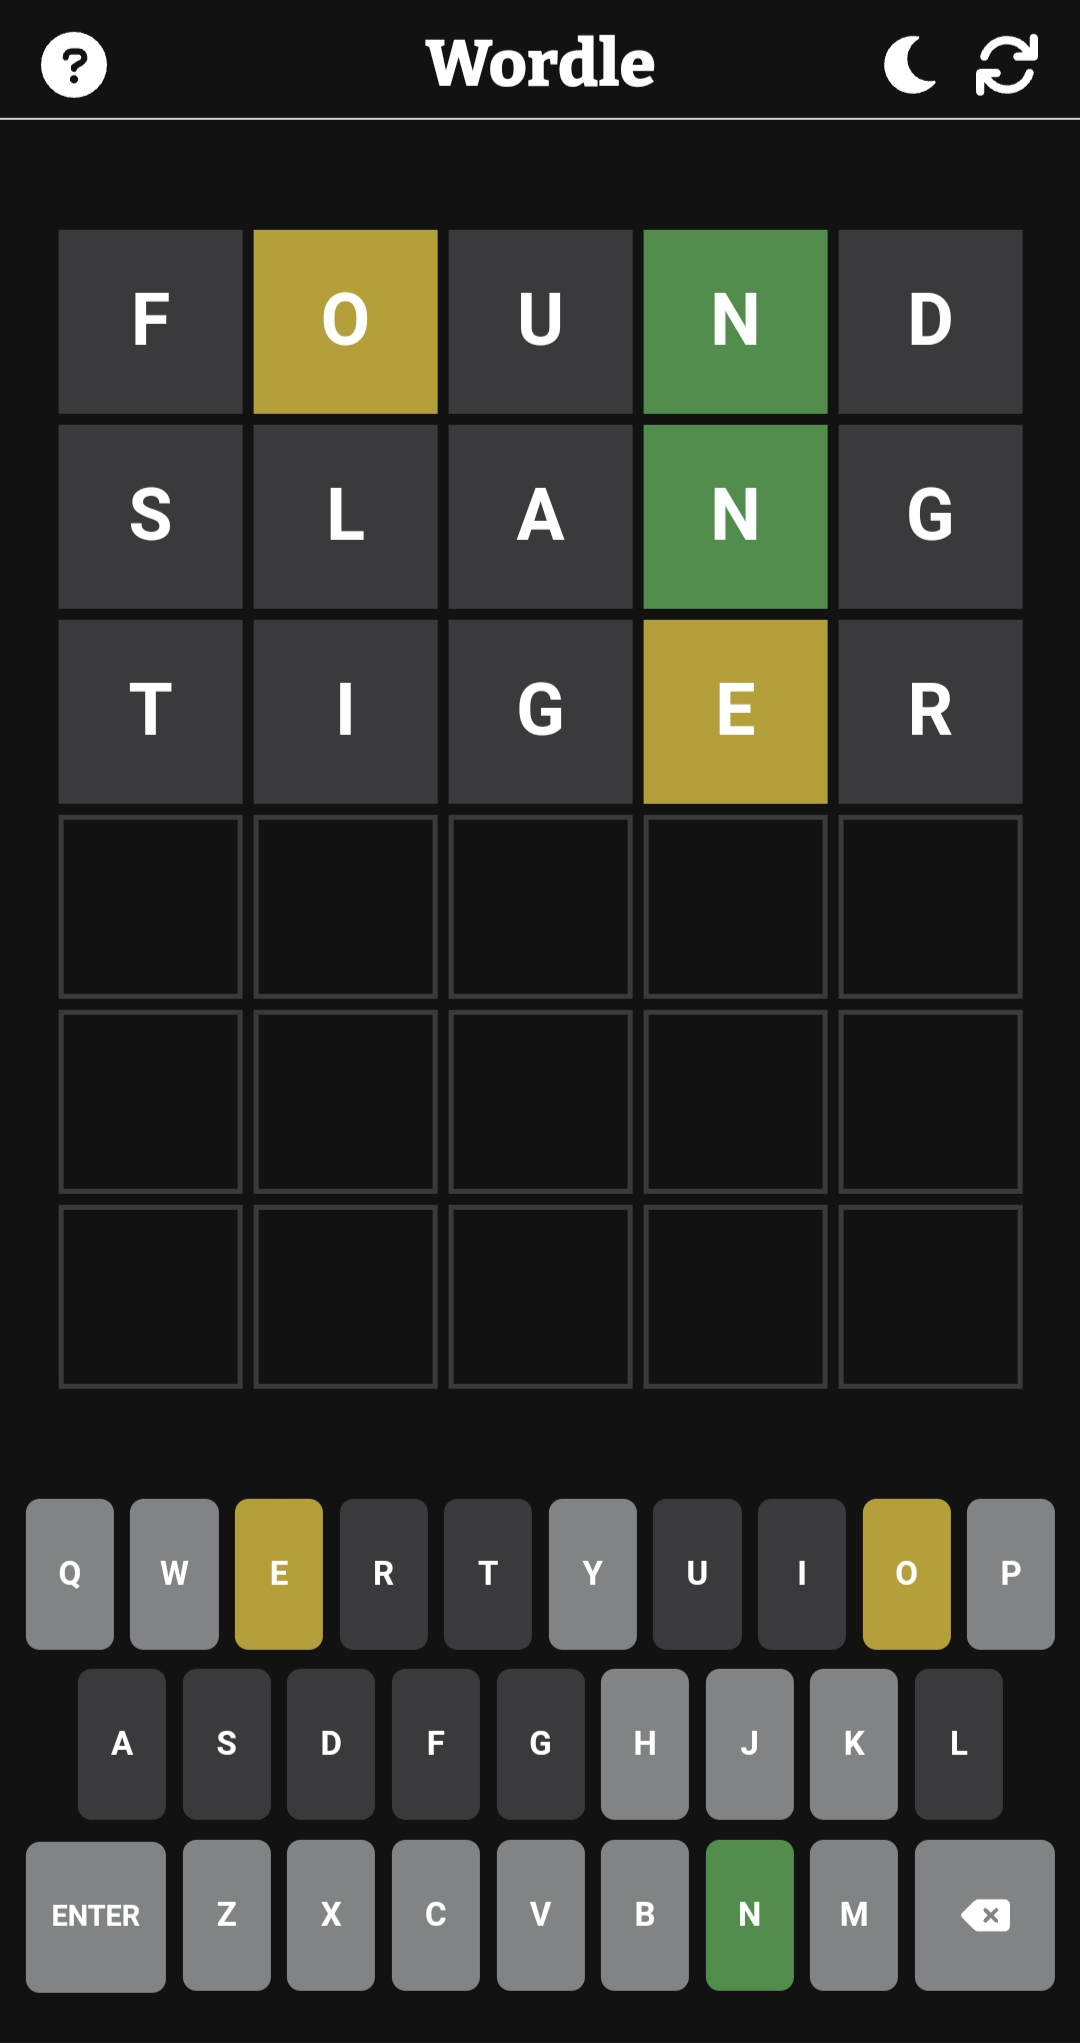 ? Wordle
F O U N D
S L A N G
T I G E R
Q W E R T Y U I O P
A S D F G H J K L
ENTER Z X C V B N M